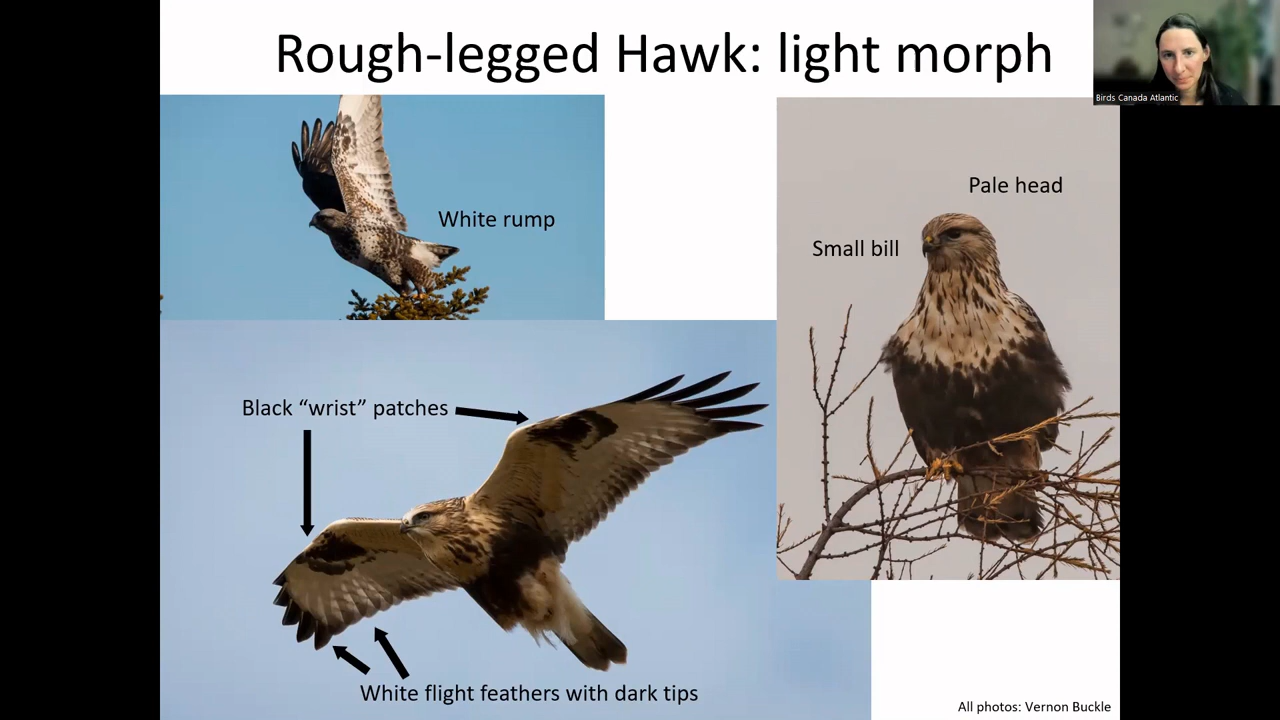 Rough-legged Hawk: light morph
Birds Canada Atlantic
Pale head
White rump
Small bill
Black “wrist” patches
White flight feathers with dark tips
All photos: Vernon Buckle